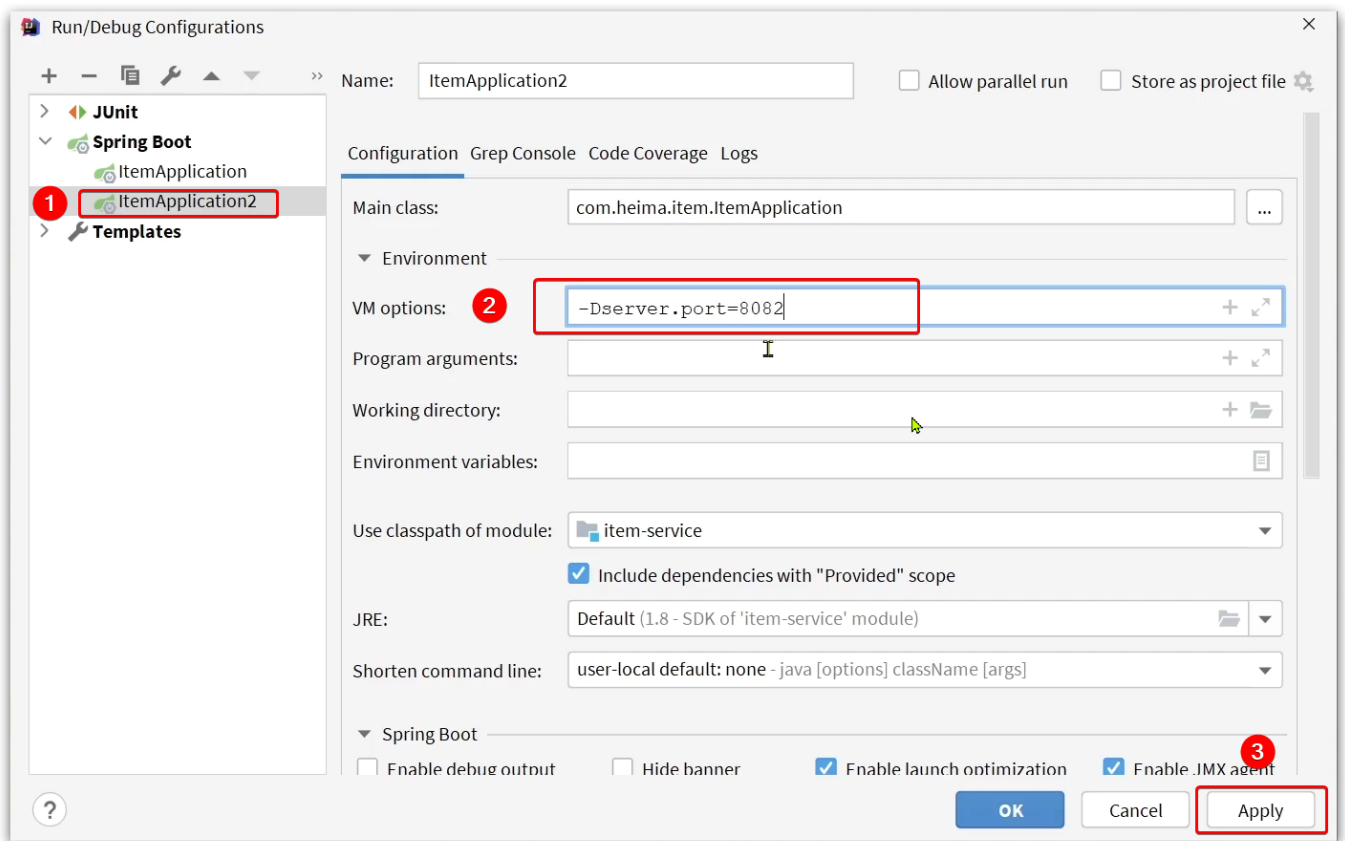 Run/Debug Configurations
Name: ItemApplication2 Allow parallel run Store as project file
JUnit
Spring Boot
ItemApplication
1 ItemApplication2
Templates
Configuration Grep Console Code Coverage Logs
Main class: com.heima.item.ItemApplication ...
Environment
VM options: 2 -Dserver.port=8082
Program arguments:
Working directory:
Environment variables:
Use classpath of module: item-service
Include dependencies with "Provided" scope
JRE: Default (1.8 - SDK of 'item-service' module)
Shorten command line: user-local default: none - java [options] className [args]
Spring Boot
3
Enable debug output Hide banner Enable launch optimization Enable JMX agent
? OK Cancel Apply